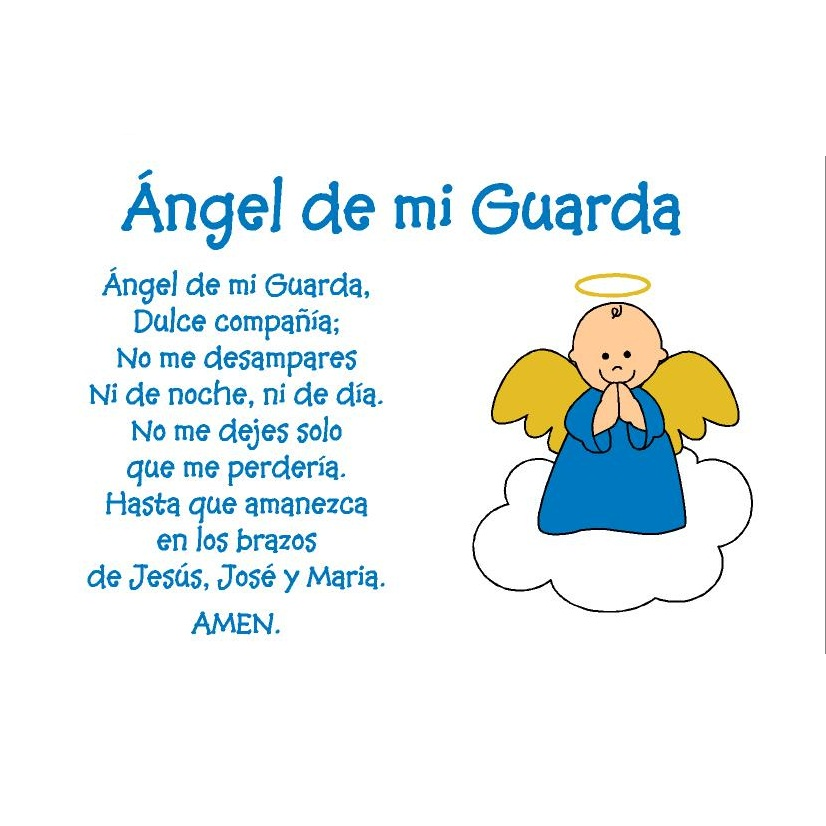 Ángel de mi Guarda
Ángel de mi Guarda,
Dulce compañía;
No me desampares
Ni de noche, ni de día.
No me dejes solo
que me perdería.
Hasta que amanezca
en los brazos
de Jesús, José y Maria.
AMEN.